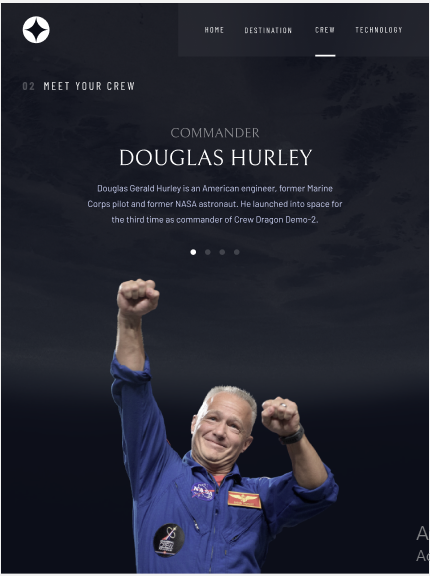 HOME DESTINATION CREW TECHNOLOGY
02 MEET YOUR CREW
COMMANDER
DOUGLAS HURLEY
Douglas Gerald Hurley is an American engineer, former Marine
Corps pilot and former NASA astronaut. He launched into space for
the third time as commander of Crew Dragon Demo-2.
NASA